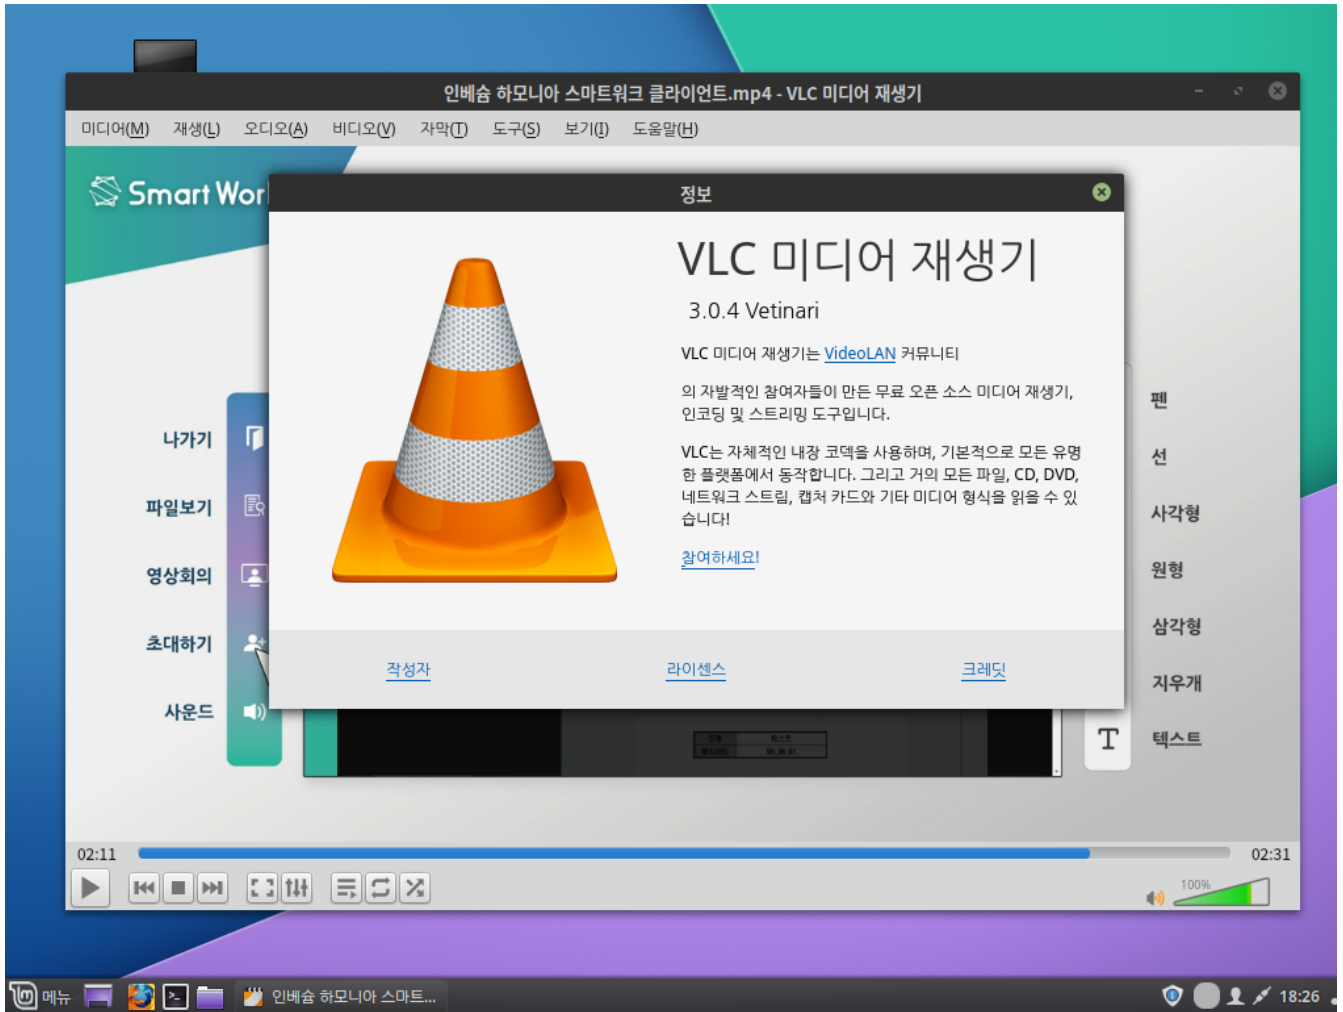 인베슘 하모니아 스마트워크 클라이언트.mp4 - VLC 미디어 재생기
미디어(M) 재생(L) 오디오(A) 비디오(V) 자막(T) 도구(S) 보기(I) 도움말(H)
Smart Wor
정보
VLC 미디어 재생기
3.0.4 Vetinari
VLC 미디어 재생기는 VideoLAN 커뮤니티
의 자발적인 참여자들이 만든 무료 오픈 소스 미디어 재생기,
인코딩 및 스트리밍 도구입니다.
VLC는 자체적인 내장 코덱을 사용하며, 기본적으로 모든 유명
한 플랫폼에서 동작합니다. 그리고 거의 모든 파일, CD, DVD,
네트워크 스트림, 캡처 카드와 기타 미디어 형식을 읽을 수 있
습니다!
참여하세요!
작성자 라이센스 크레딧
나가기
파일보기
영상회의
초대하기
사운드
펜
선
사각형
원형
삼각형
지우개
T 텍스트
02:11 02:31
100%
메뉴 인베슘 하모니아 스마트... 18:26